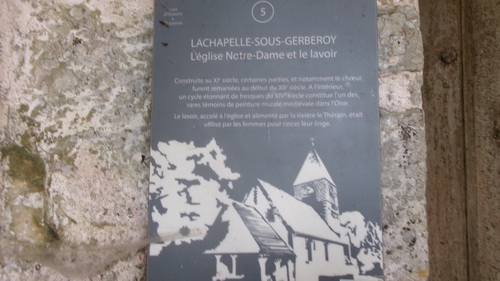 5
LACHAPELLE-SOUS-GERBEROY
L'église Notre-Dame et le lavoir
Construite au XIe siècle, certaines parties, et notamment le chœur,
furent remaniées au début du XIIe siècle. À l'intérieur,
un cycle étonnant de fresques du XIVe siècle constitue l'un des
rares témoins de peinture murale médiévale dans l'Oise.
Le lavoir, accolé à l'église et alimenté par la rivière le Thérain, était
utilisé par les femmes pour rincer leur linge.